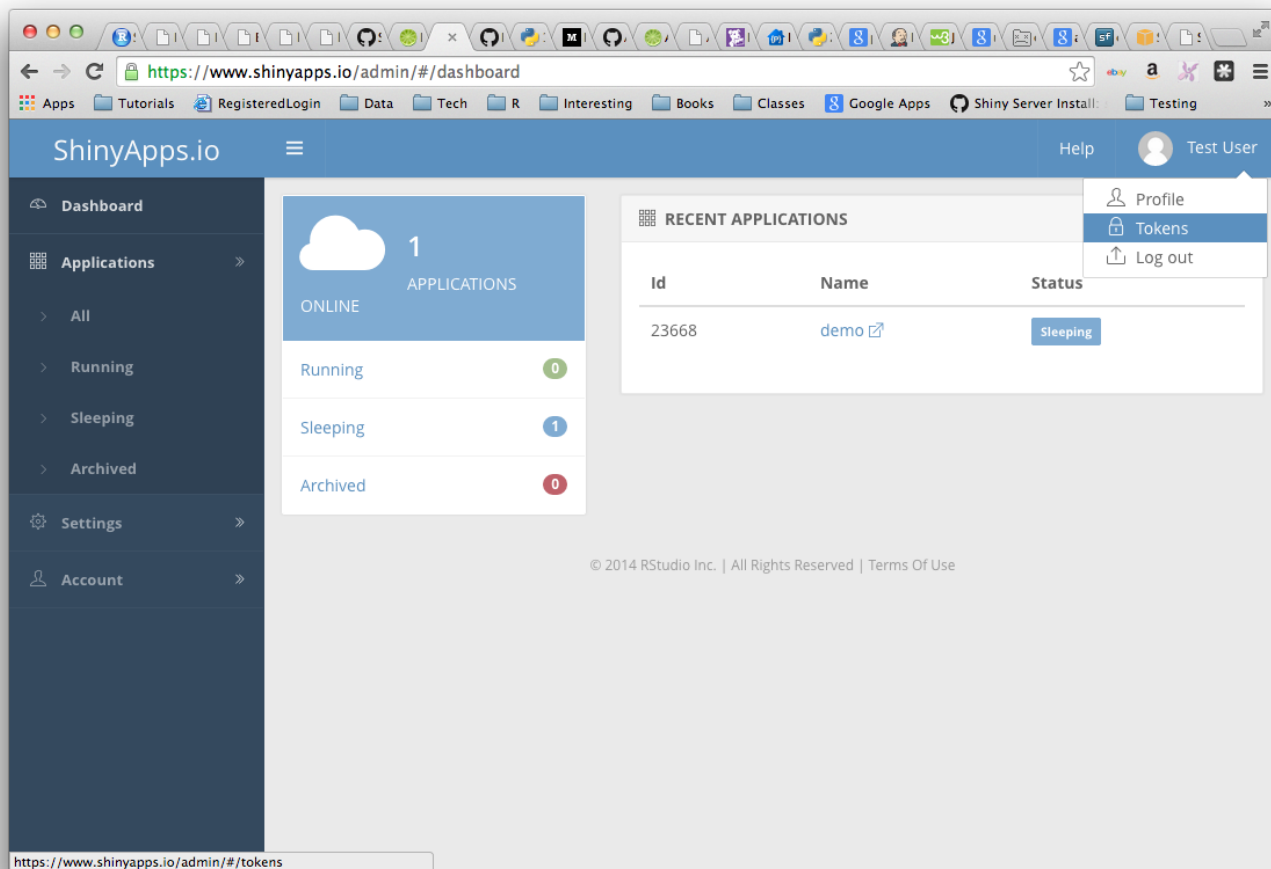 https://www.shinyapps.io/admin/#/dashboard
Apps Tutorials RegisteredLogin Data Tech R Interesting Books Classes Google Apps Shiny Server Install: Testing »
ShinyApps.io Help Test User
Profile
Tokens
Log out
Dashboard
Applications
All
Running
Sleeping
Archived
Settings
Account
1
APPLICATIONS
ONLINE
Running 0
Sleeping 1
Archived 0
RECENT APPLICATIONS
Id Name Status
23668 demo Sleeping
© 2014 RStudio Inc. | All Rights Reserved | Terms Of Use
https://www.shinyapps.io/admin/#/tokens